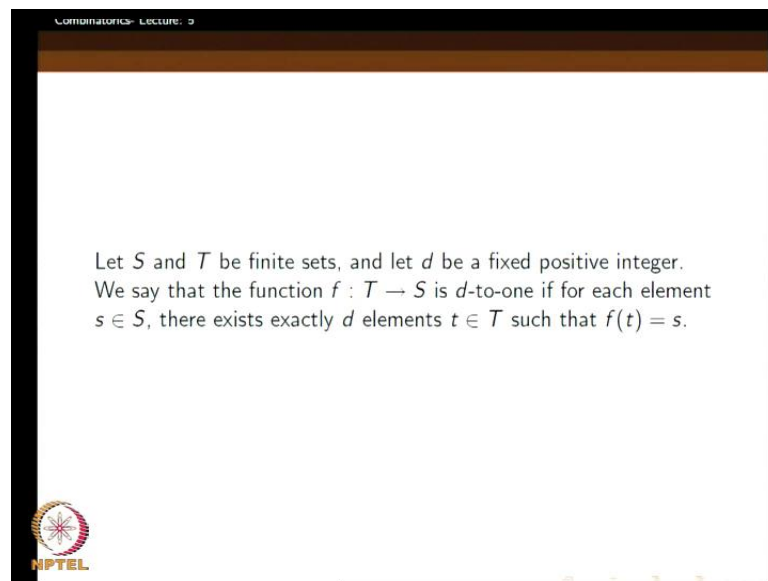 Combinatorics- Lecture: 5
Let S and T be finite sets, and let d be a fixed positive integer.
We say that the function f : T → S is d-to-one if for each element
s ∈ S, there exists exactly d elements t ∈ T such that f(t) = s.
NPTEL